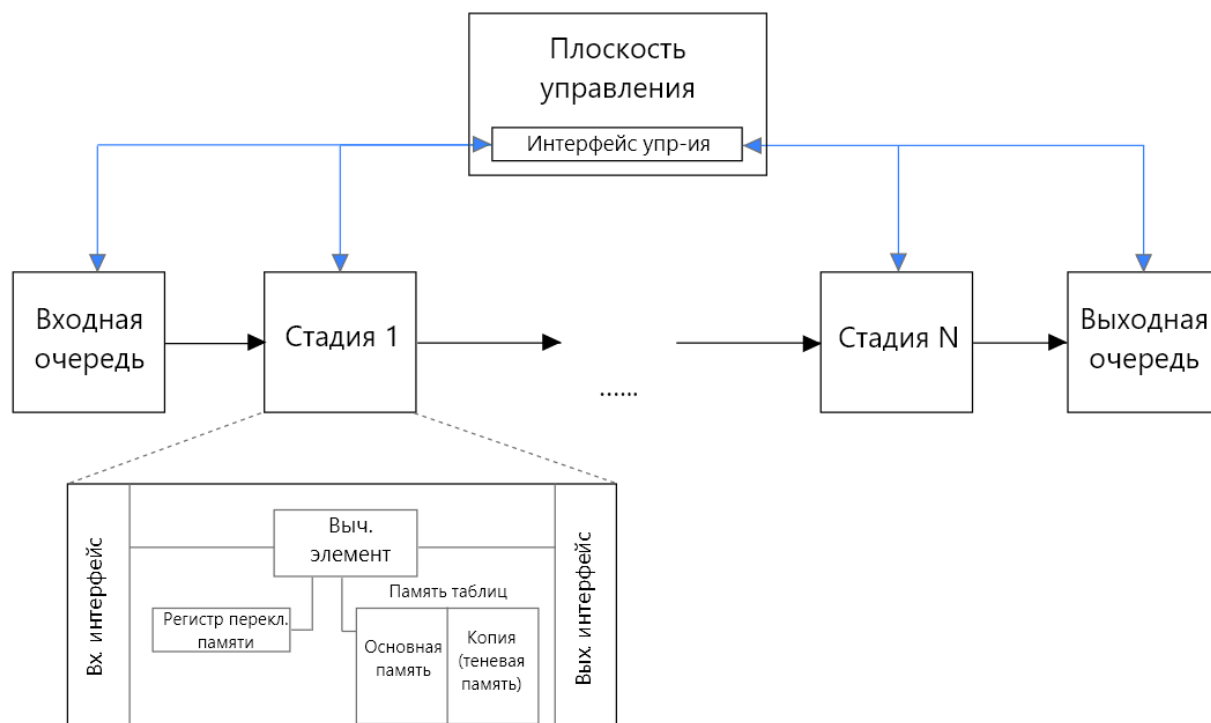 Плоскость
управления
Интерфейс упр-ия
Входная
очередь
Стадия 1
......
Стадия N
Выходная
очередь
Вх. интерфейс
Выч.
элемент
Память таблиц
Регистр перекл.
памяти
Основная
память
Копия
(теневая
память)
Вых. интерфейс